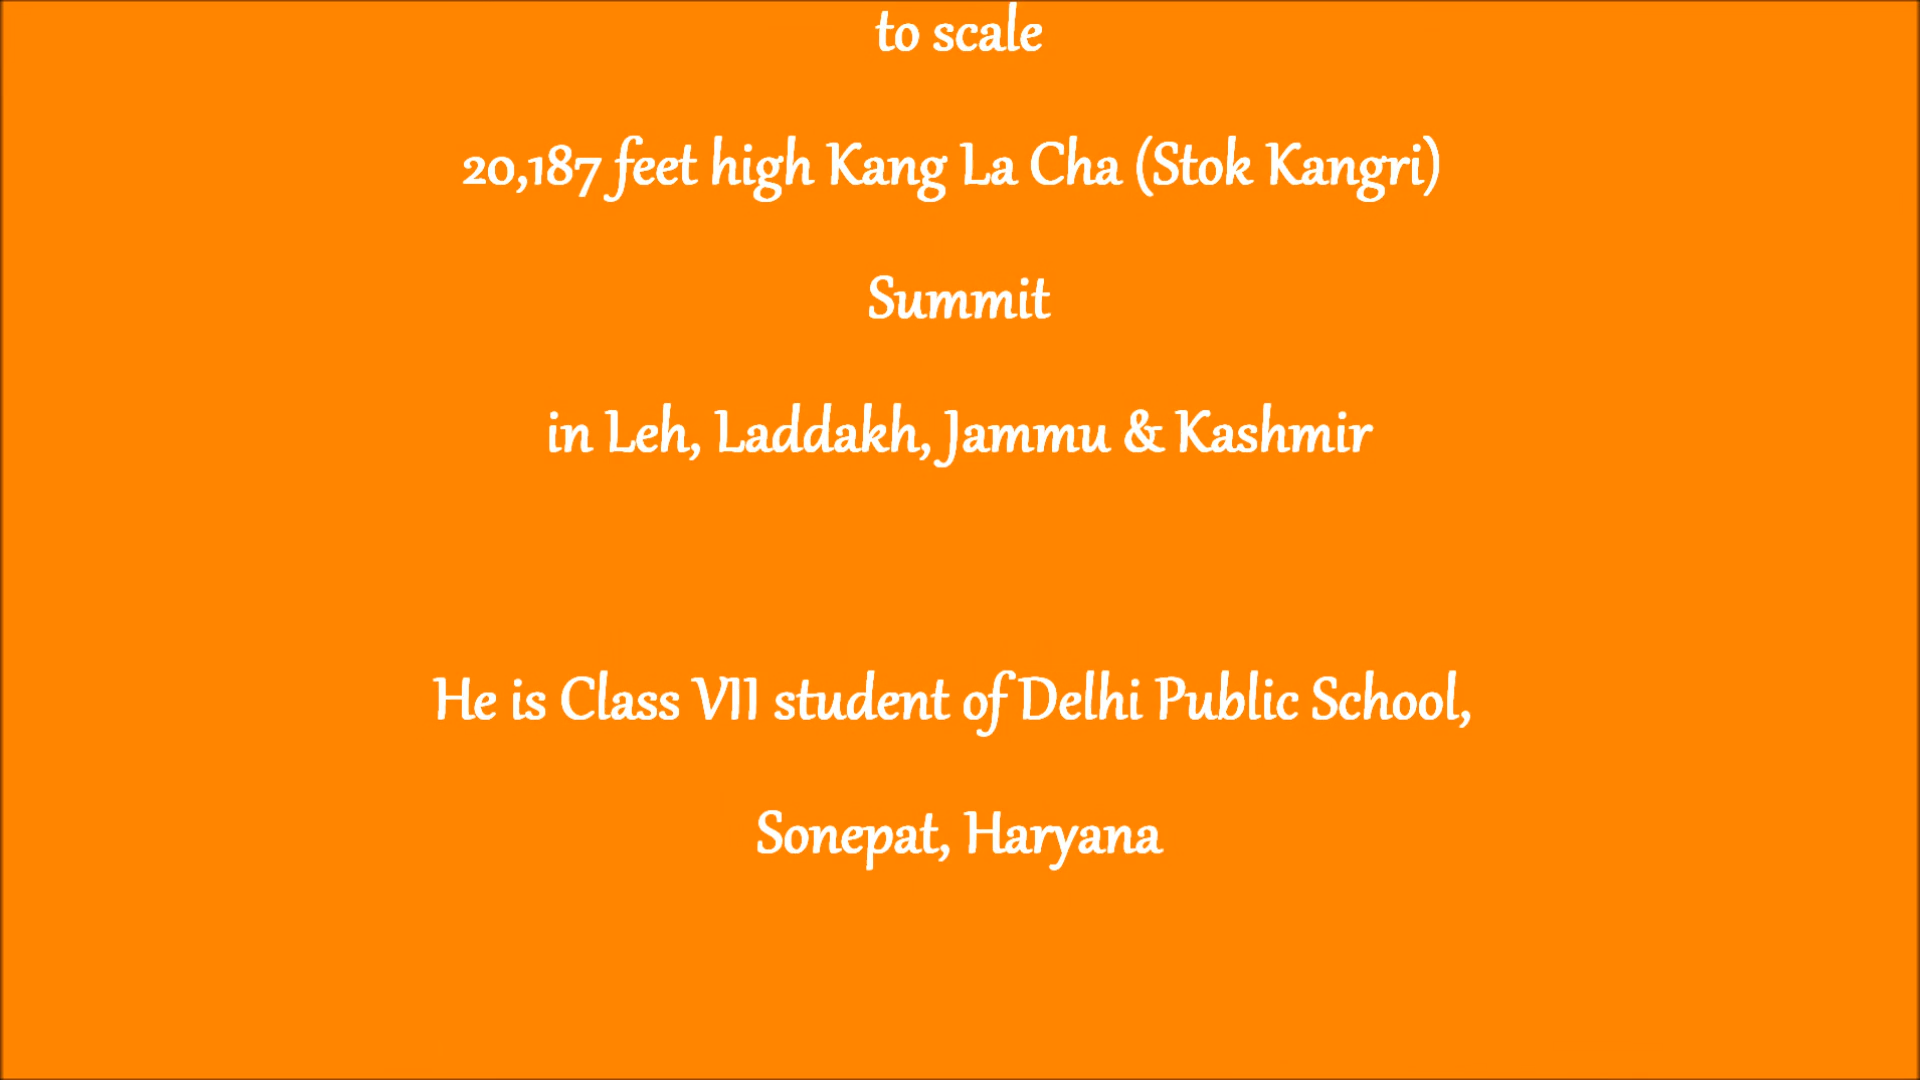 to scale
20,187 feet high Kang La Cha (Stok Kangri)
Summit
in Leh, Laddakh, Jammu & Kashmir
He is Class VII student of Delhi Public School,
Sonepat, Haryana